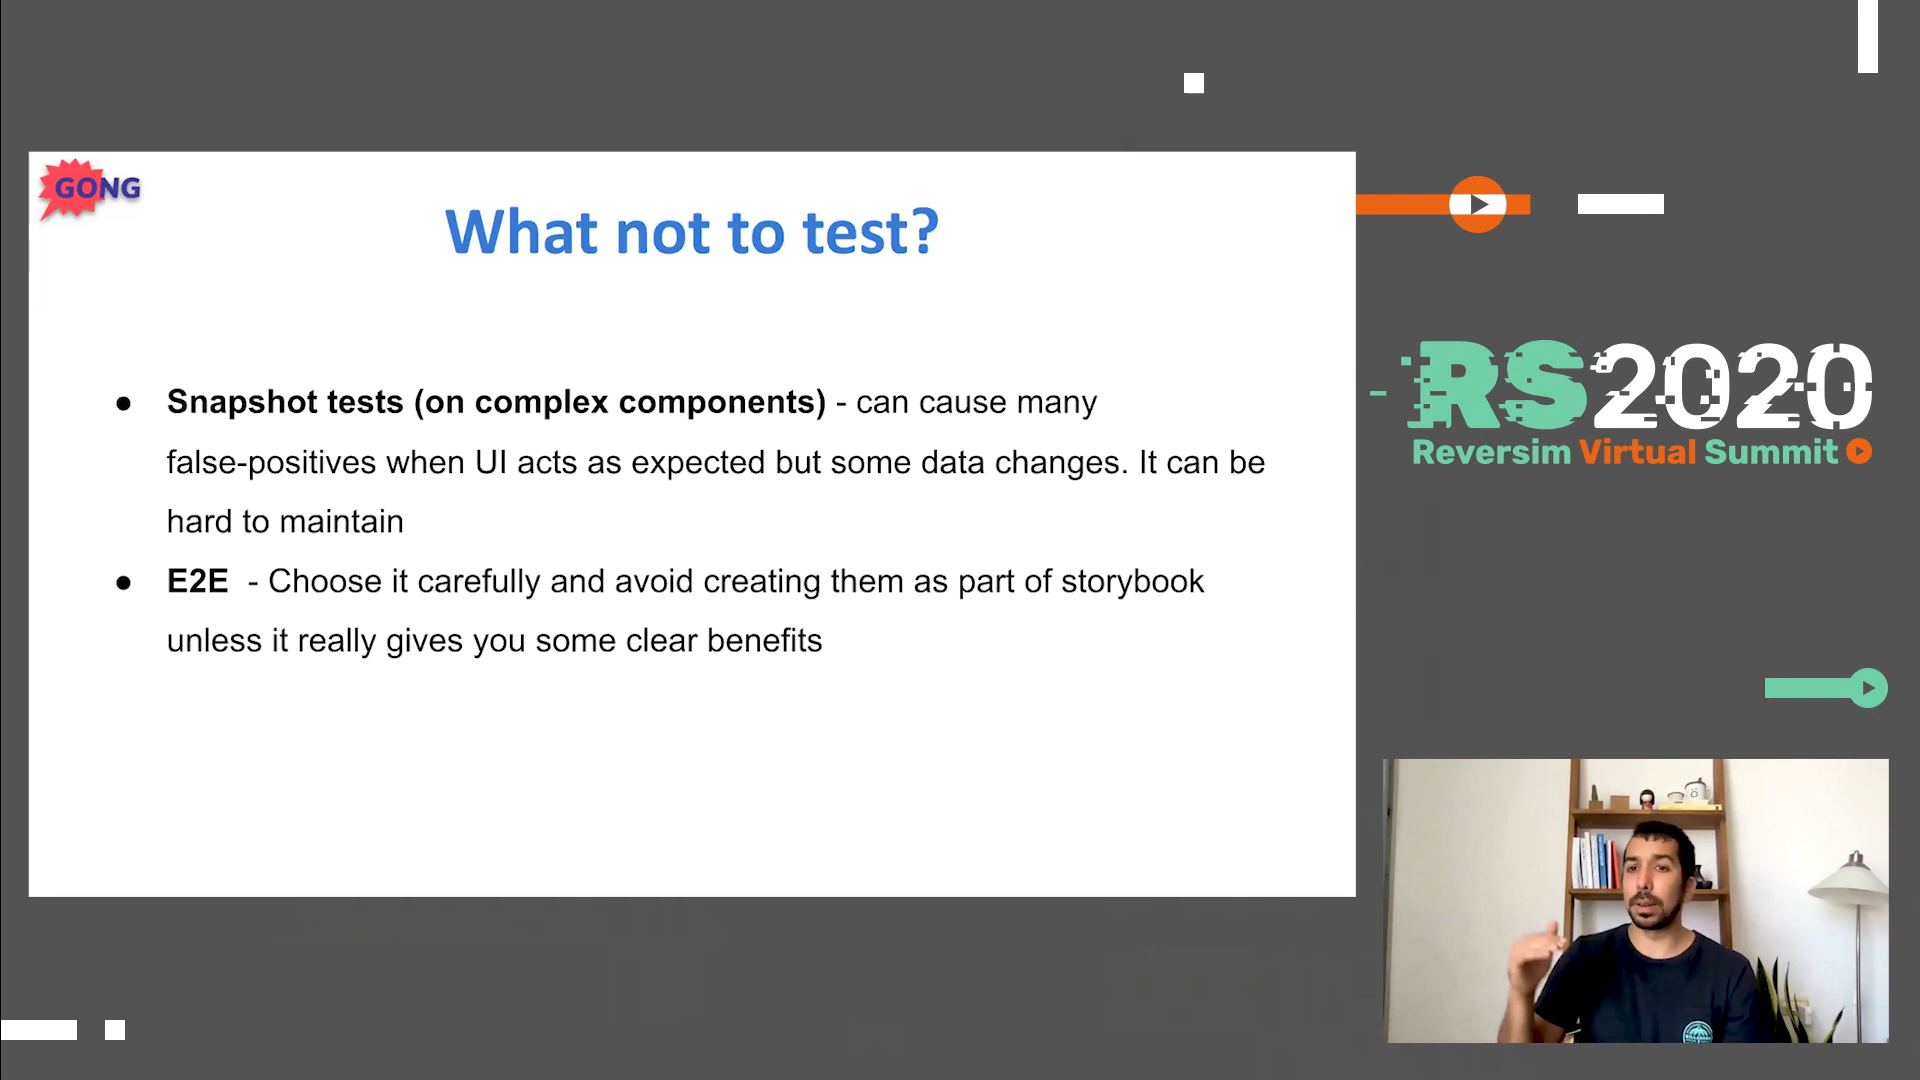 GONG
What not to test?
● Snapshot tests (on complex components) - can cause many
false-positives when UI acts as expected but some data changes. It can be
hard to maintain
● E2E - Choose it carefully and avoid creating them as part of storybook
unless it really gives you some clear benefits
RS2020
Reversim Virtual Summit